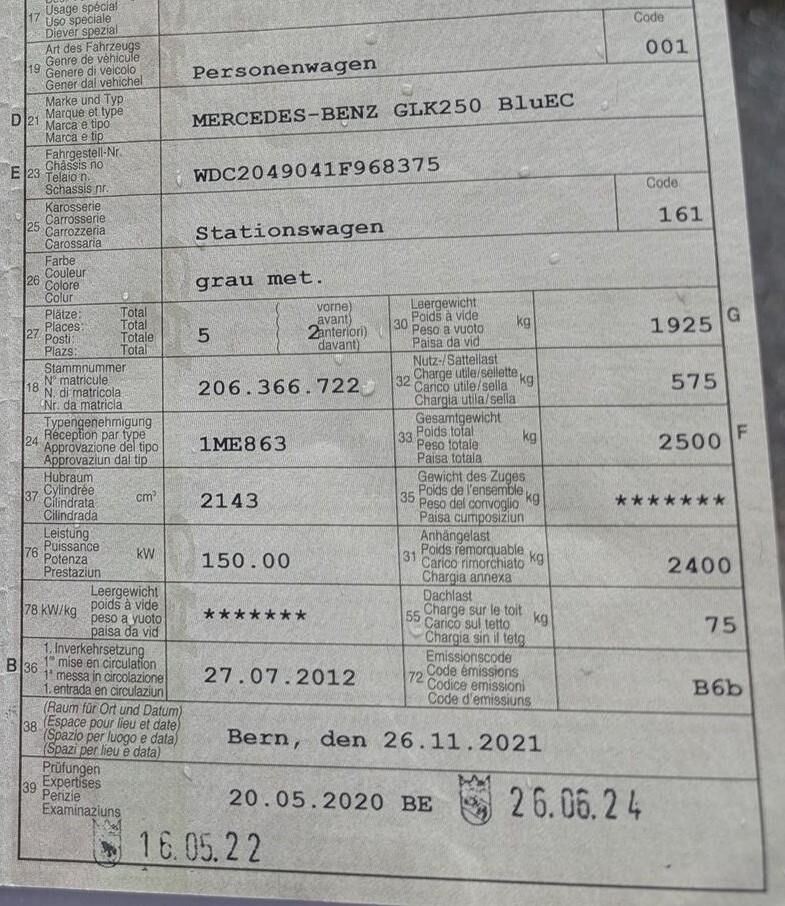 17 Usage spécial
Uso speciale
Diever spezial
19 Art des Fahrzeugs
Genre de véhicule
Genere di veicolo
Gener dal vehichel
Personenwagen
Code
001
D 21 Marke und Typ
Marque et type
Marca e tipo
Marca e tip
MERCEDES-BENZ GLK250 BluEC
E 23 Fahrgestell-Nr.
Châssis no
Telaio n.
Schassis nr.
WDC2049041F968375
25 Karosserie
Carrosserie
Carrozzeria
Carossaria
Stationswagen
Code
161
26 Farbe
Couleur
Colore
Colur
grau met.
27 Plätze: Total
Places: Total
Posti: Totale
Plazs: Total
5
( vorne)
( avant)
( 2 anteriori)
( davant)
30 Leergewicht
Poids à vide kg
Peso a vuoto
Paisa da vid
1925 G
18 Stammnummer
N° matricule
N. di matricola
Nr. da matricla
206.366.722
32 Nutz-/Sattellast
Charge utile/sellette kg
Carico utile/sella
Chargia utila/sella
575
24 Typengenehmigung
Réception par type
Approvazione del tipo
Approvaziun dal tip
1ME863
33 Gesamtgewicht
Poids total kg
Peso totale
Paisa totala
2500 F
37 Hubraum
Cylindrée cm³
Cilindrata
Cilindrada
2143
35 Gewicht des Zuges
Poids de l'ensemble kg
Peso del convoglio
Paisa cumposiziun
*******
76 Leistung
Puissance kW
Potenza
Prestaziun
150.00
31 Anhängelast
Poids remorquable kg
Carico rimorchiato
Chargia annexa
2400
78 kW/kg Leergewicht
poids à vide
peso a vuoto
paisa da vid
*******
55 Dachlast
Charge sur le toit kg
Carico sul tetto
Chargia sin il tetg
75
B 36 1. Inverkehrsetzung
1re mise en circulation
1a messa in circolazione
1. entrada en circulaziun
27.07.2012
72 Emissionscode
Code émissions
Codice emissioni
Code d'emissiuns
B6b
38 (Raum für Ort und Datum)
(Espace pour lieu et date)
(Spazio per luogo e data)
(Spazi per lieu e data)
Bern, den 26.11.2021
39 Prüfungen
Expertises
Perizie
Examinaziuns
20.05.2020 BE 26.06.24
16.05.22